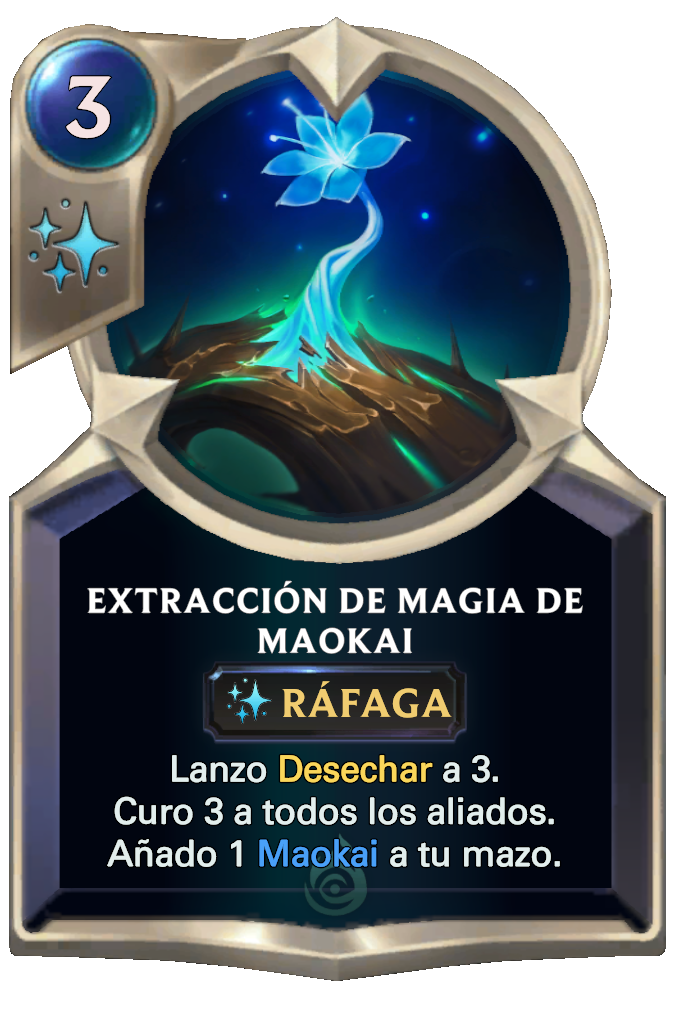 3
EXTRACCIÓN DE MAGIA DE
MAOKAI
RÁFAGA
Lanzo Desechar a 3.
Curo 3 a todos los aliados.
Añado 1 Maokai a tu mazo.